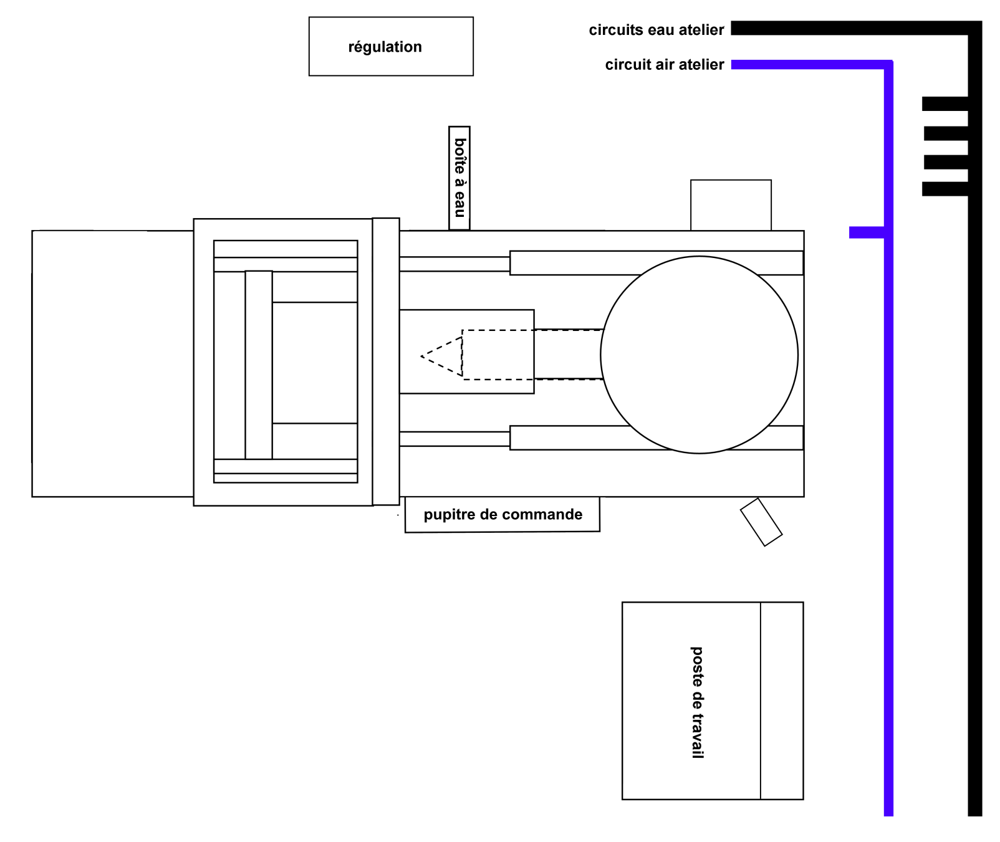 circuits eau atelier
régulation
circuit air atelier
boîte à eau
pupitre de commande
poste de travail